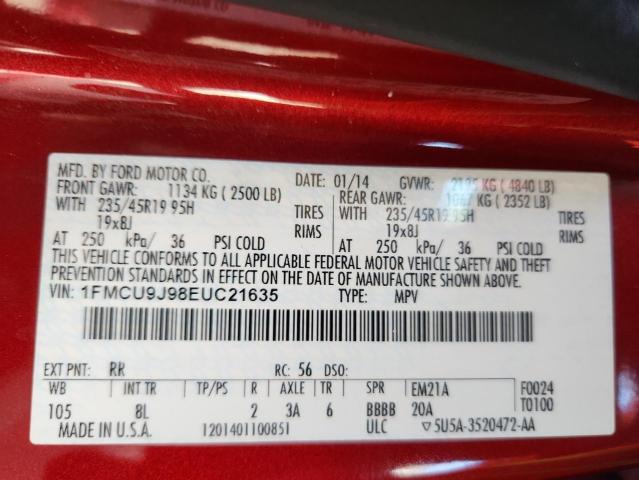 MFD. BY FORD MOTOR CO.
DATE: 01/14 GVWR: KG ( 4840 LB)
FRONT GAWR: 1134 KG ( 2500 LB)
REAR GAWR: 1067 KG ( 2352 LB)
WITH 235/45R19 95H TIRES
WITH 235/45R19 95H TIRES
19x8J RIMS
19x8J RIMS
AT 250 kPa/ 36 PSI COLD
AT 250 kPa/ 36 PSI COLD
THIS VEHICLE CONFORMS TO ALL APPLICABLE FEDERAL MOTOR VEHICLE SAFETY AND THEFT
PREVENTION STANDARDS IN EFFECT ON THE DATE OF MANUFACTURE SHOWN ABOVE.
VIN: 1FMCU9J98EUC21635 TYPE: MPV
EXT PNT: RR RC: 56 DSO:
WB INT TR TP/PS R AXLE TR SPR EM21A F0024
105 8L 2 3A 6 BBBB 20A T0100
MADE IN U.S.A. 1201401100851 ULC ▽5U5A-3520472-AA